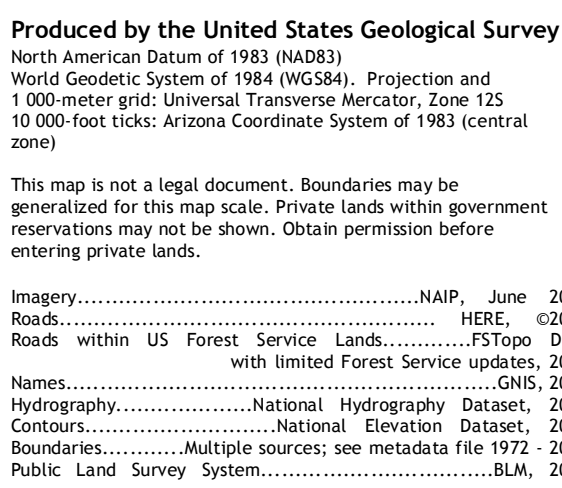 Produced by the United States Geological Survey
North American Datum of 1983 (NAD83)
World Geodetic System of 1984 (WGS84). Projection and
1 000-meter grid: Universal Transverse Mercator, Zone 12S
10 000-foot ticks: Arizona Coordinate System of 1983 (central
zone)
This map is not a legal document. Boundaries may be
generalized for this map scale. Private lands within government
reservations may not be shown. Obtain permission before
entering private lands.
Imagery.............................................NAIP, June
Roads................................................. HERE,
Roads within US Forest Service Lands.............FSTopo
with limited Forest Service updates,
Names........................................................GNIS,
Hydrography..................National Hydrography Dataset,
Contours.........................National Elevation Dataset,
Boundaries...........Multiple sources; see metadata file 1972 -
Public Land Survey System...............................BLM,